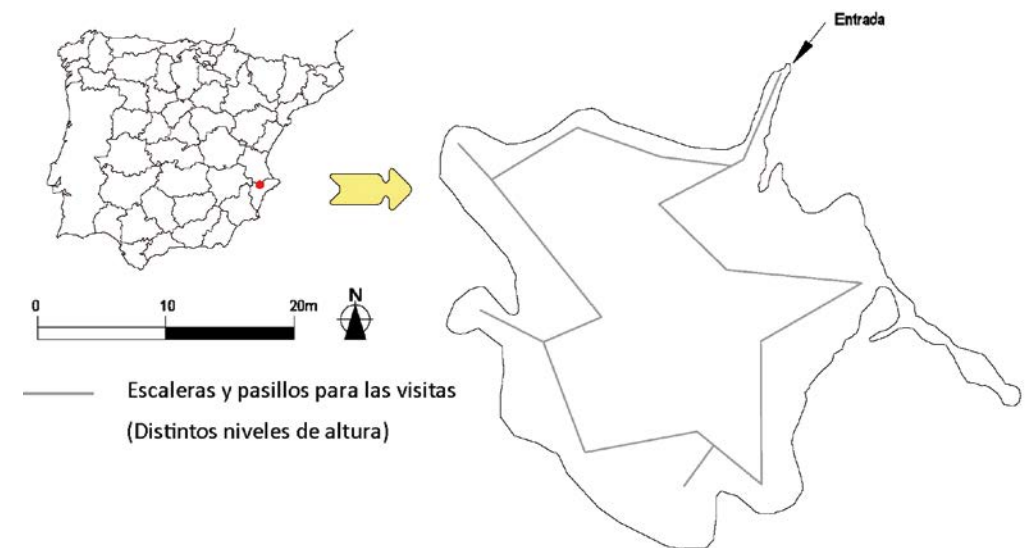 Entrada
0 10 20m
N
Escaleras y pasillos para las visitas
(Distintos niveles de altura)